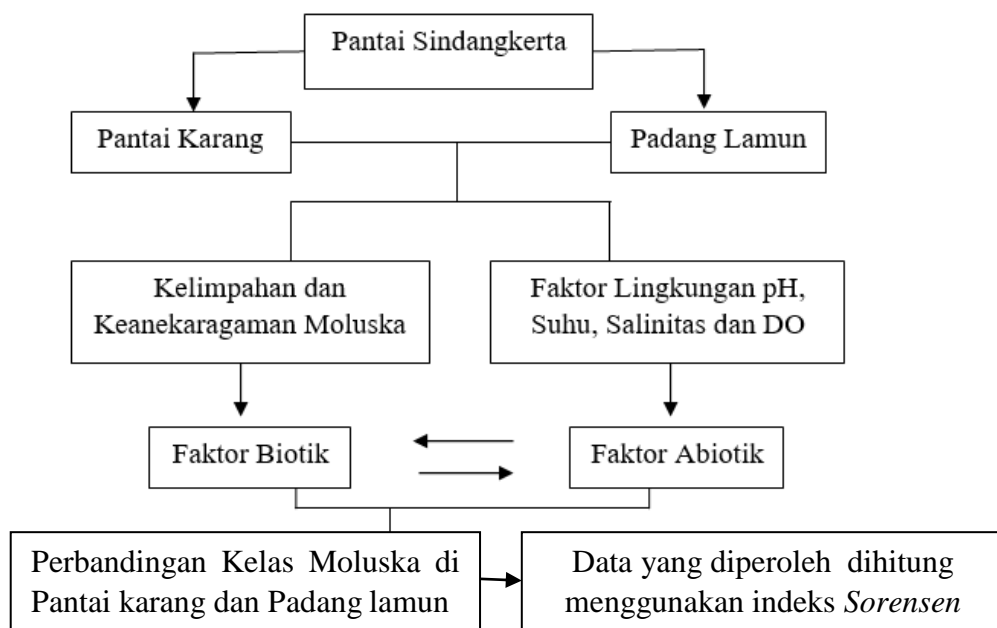 Pantai Sindangkerta
Pantai Karang
Padang Lamun
Kelimpahan dan
Keanekaragaman Moluska
Faktor Lingkungan pH,
Suhu, Salinitas dan DO
Faktor Biotik
Faktor Abiotik
Perbandingan Kelas Moluska di
Pantai karang dan Padang lamun
Data yang diperoleh dihitung
menggunakan indeks Sorensen